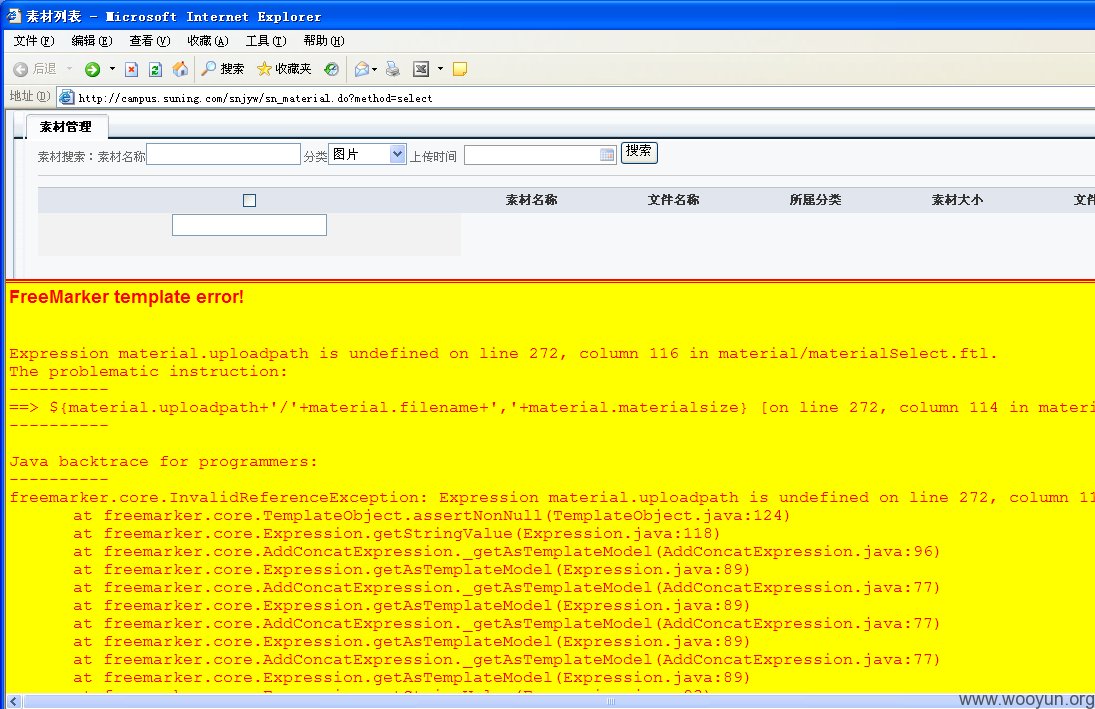 素材列表 - Microsoft Internet Explorer
文件(F) 编辑(E) 查看(V) 收藏(A) 工具(T) 帮助(H)
后退 搜索 收藏夹
地址(D) http://campus.suning.com/snjyw/sn_material.do?method=select
素材管理
素材搜索：素材名称 分类 图片 上传时间 搜索
素材名称 文件名称 所属分类 素材大小 文件
FreeMarker template error!
Expression material.uploadpath is undefined on line 272, column 116 in material/materialSelect.ftl.
The problematic instruction:
----------
==> ${material.uploadpath+'/'+material.filename+','+material.materialsize} [on line 272, column 114 in materi
----------
Java backtrace for programmers:
----------
freemarker.core.InvalidReferenceException: Expression material.uploadpath is undefined on line 272, column 11
at freemarker.core.TemplateObject.assertNonNull(TemplateObject.java:124)
at freemarker.core.Expression.getStringValue(Expression.java:118)
at freemarker.core.AddConcatExpression._getAsTemplateModel(AddConcatExpression.java:96)
at freemarker.core.Expression.getAsTemplateModel(Expression.java:89)
at freemarker.core.AddConcatExpression._getAsTemplateModel(AddConcatExpression.java:77)
at freemarker.core.Expression.getAsTemplateModel(Expression.java:89)
at freemarker.core.AddConcatExpression._getAsTemplateModel(AddConcatExpression.java:77)
at freemarker.core.Expression.getAsTemplateModel(Expression.java:89)
at freemarker.core.AddConcatExpression._getAsTemplateModel(AddConcatExpression.java:77)
at freemarker.core.Expression.getAsTemplateModel(Expression.java:89)
www.wooyun.org